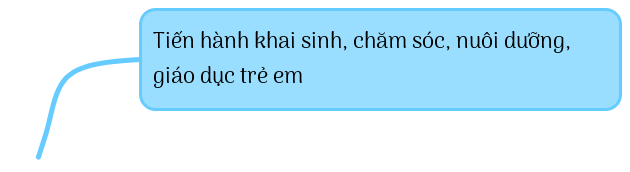 Tiến hành khai sinh, chăm sóc, nuôi dưỡng,
giáo dục trẻ em